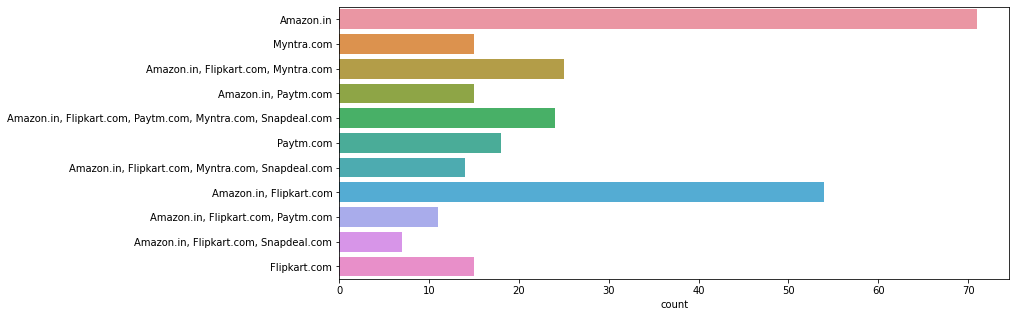 Amazon.in
Myntra.com
Amazon.in, Flipkart.com, Myntra.com
Amazon.in, Paytm.com
Amazon.in, Flipkart.com, Paytm.com, Myntra.com, Snapdeal.com
Paytm.com
Amazon.in, Flipkart.com, Myntra.com, Snapdeal.com
Amazon.in, Flipkart.com
Amazon.in, Flipkart.com, Paytm.com
Amazon.in, Flipkart.com, Snapdeal.com
Flipkart.com
0 10 20 30 40 50 60 70
count